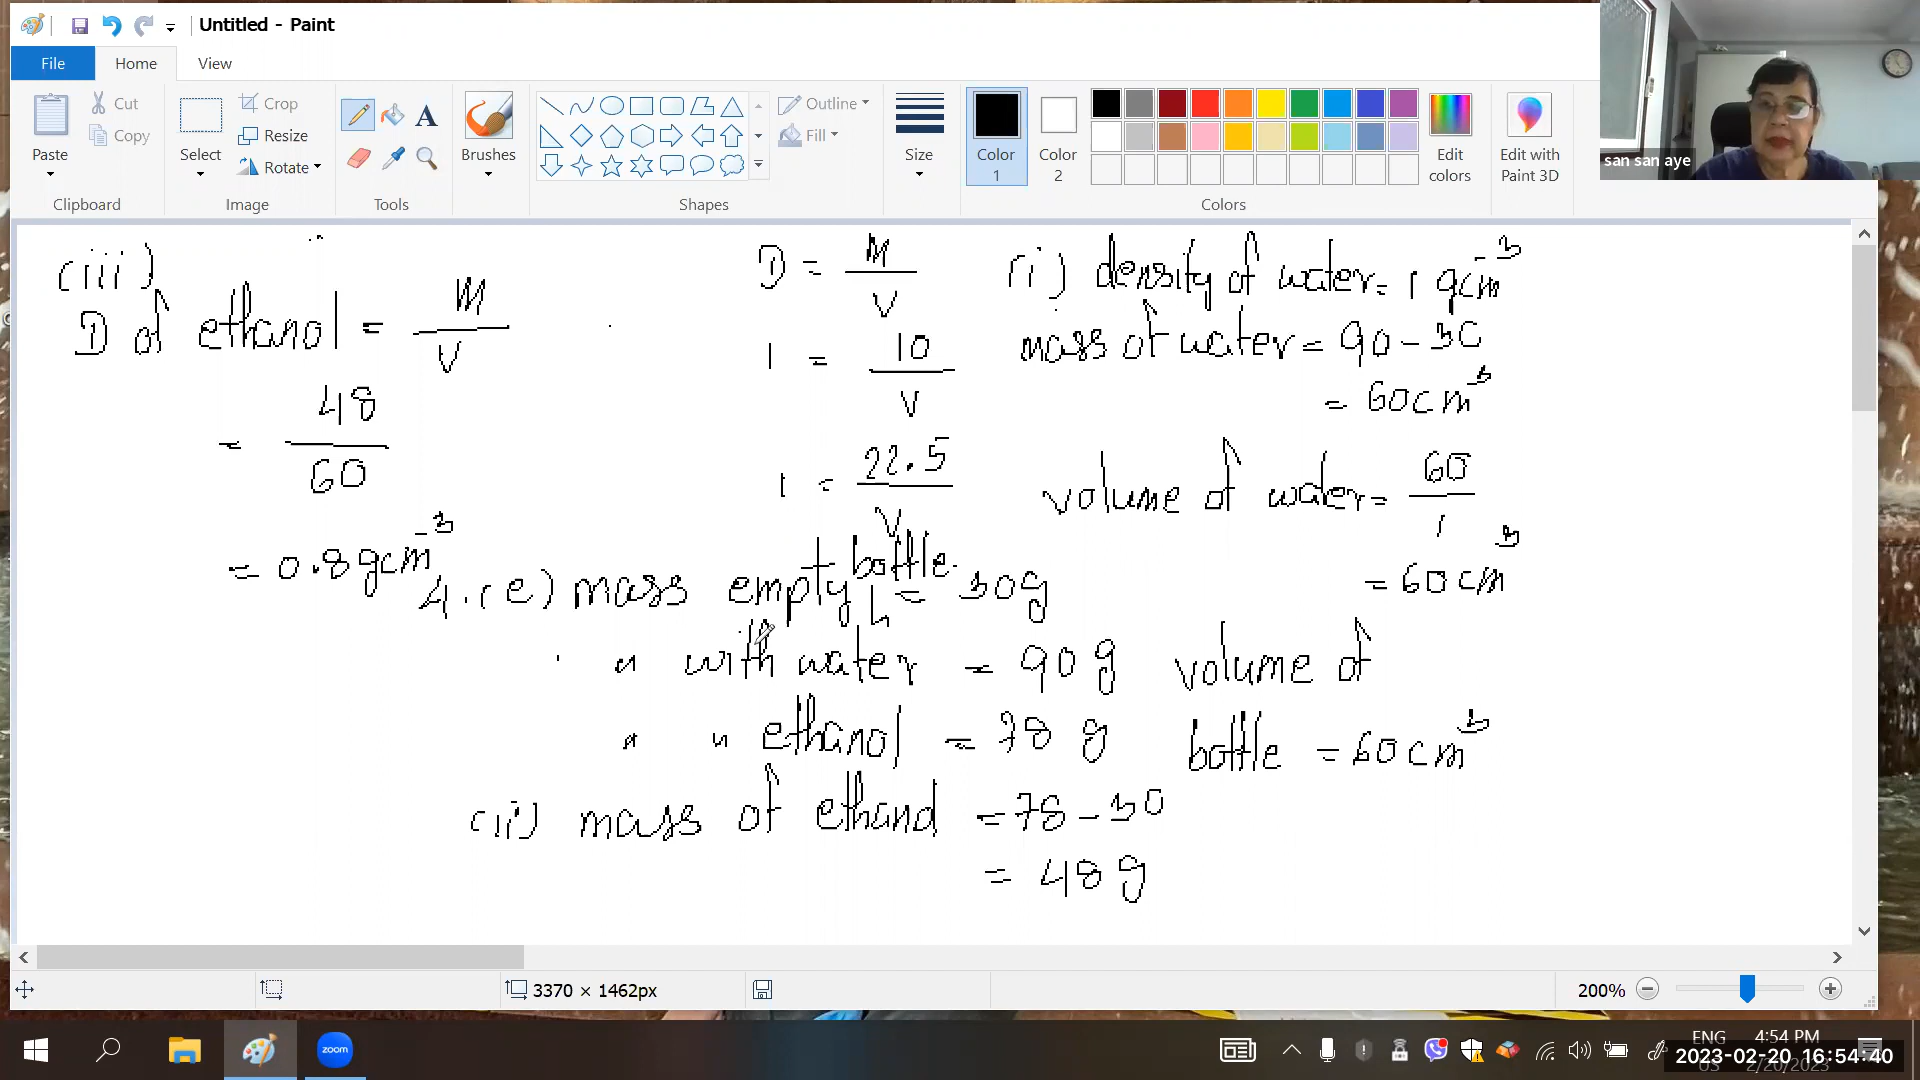 Untitled - Paint
File
Home
View
Cut
Copy
Paste
Clipboard
Crop
Resize
Rotate
Select
Image
A
Tools
Brushes
Outline
Fill
Shapes
Size
Color 1
Color 2
Edit colors
Edit with Paint 3D
Colors
san san aye
(iii)
D of ethanol = M / V
= 48 / 60
= 0.8 gcm-3
D = M / V
1 = 10 / V
1 = 22.5 / V
(i) density of water = 1 gcm-3
mass of water = 90 - 30
= 60 cm3
volume of water = 60 / 1
= 60 cm3
4. (e) mass empty bottle = 30g
" with water = 90 g
" " ethanol = 78 g
volume of
bottle = 60 cm3
(ii) mass of ethanol = 78 - 30
= 48 g
3370 × 1462px
200%
zoom
ENG
4:54 PM
2023-02-20 16:54:40